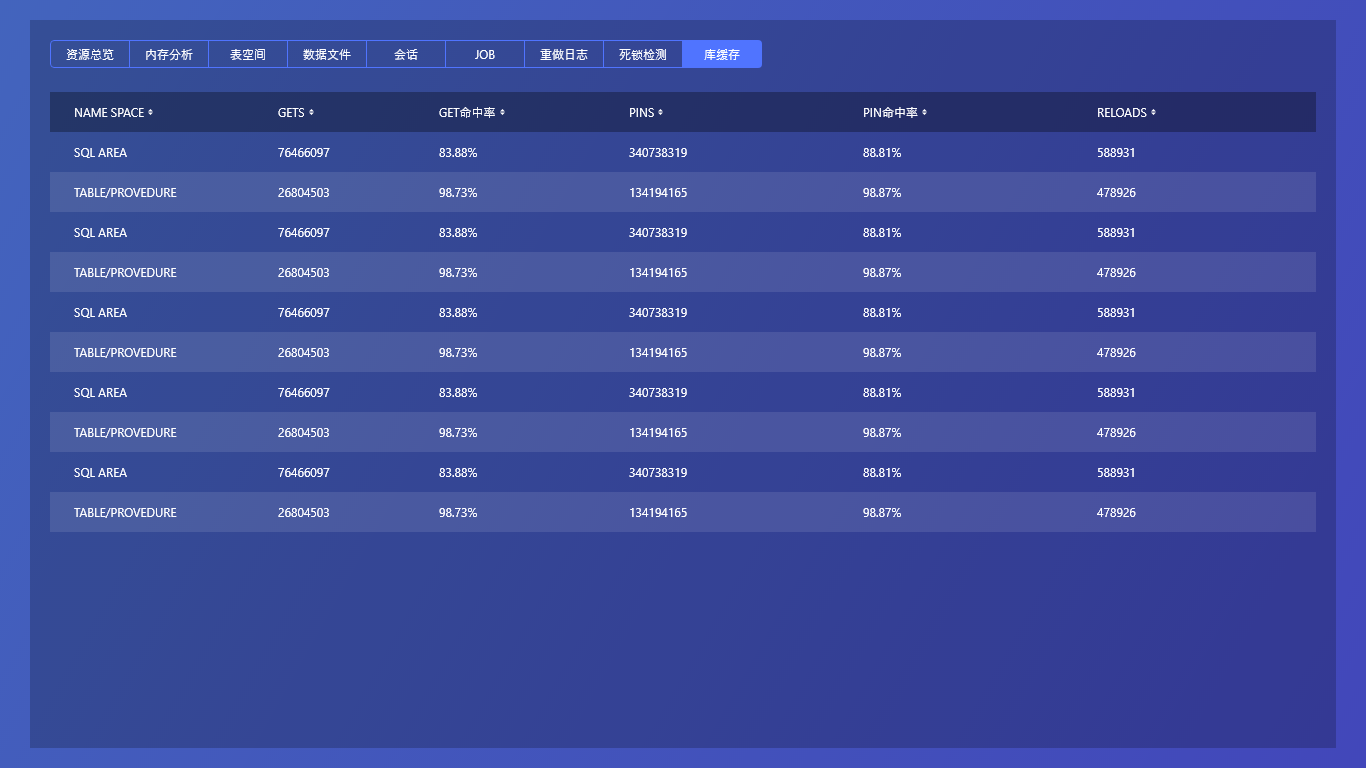 资源总览 内存分析 表空间 数据文件 会话 JOB 重做日志 死锁检测 库缓存
NAME SPACE GETS GET命中率 PINS PIN命中率 RELOADS
SQL AREA 76466097 83.88% 340738319 88.81% 588931
TABLE/PROVEDURE 26804503 98.73% 134194165 98.87% 478926
SQL AREA 76466097 83.88% 340738319 88.81% 588931
TABLE/PROVEDURE 26804503 98.73% 134194165 98.87% 478926
SQL AREA 76466097 83.88% 340738319 88.81% 588931
TABLE/PROVEDURE 26804503 98.73% 134194165 98.87% 478926
SQL AREA 76466097 83.88% 340738319 88.81% 588931
TABLE/PROVEDURE 26804503 98.73% 134194165 98.87% 478926
SQL AREA 76466097 83.88% 340738319 88.81% 588931
TABLE/PROVEDURE 26804503 98.73% 134194165 98.87% 478926